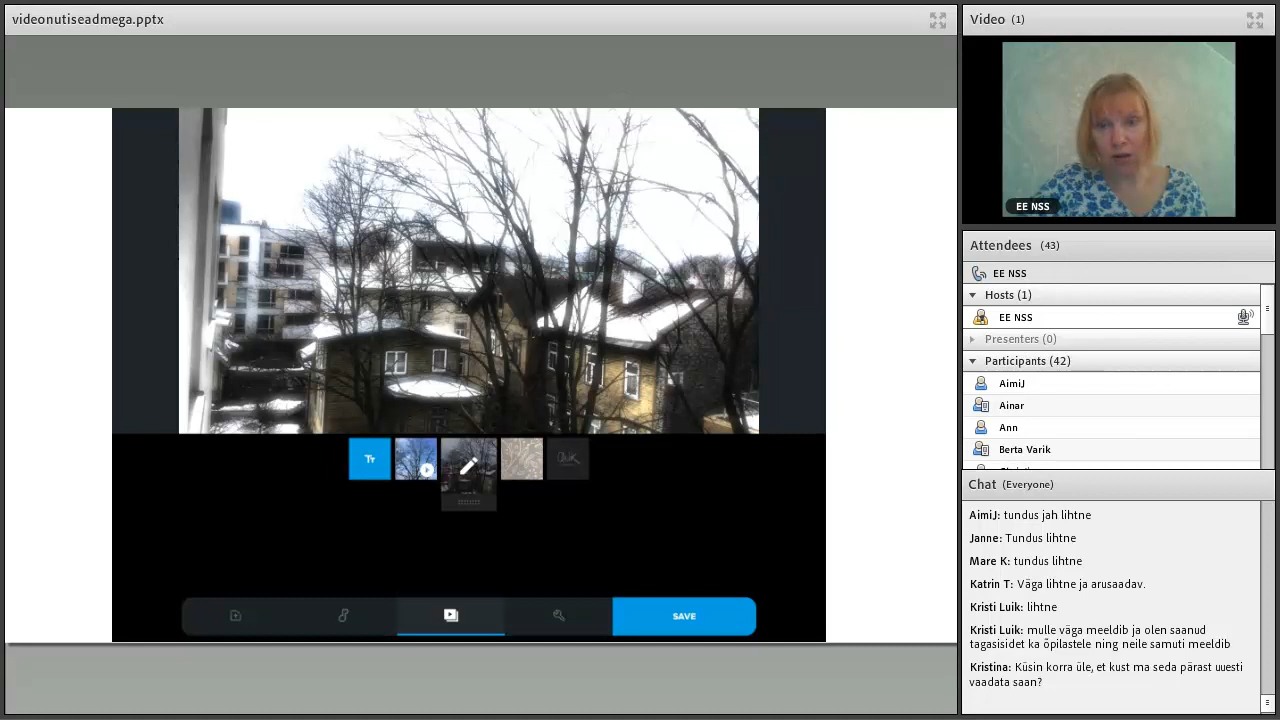 videonutiseadmega.pptx
Video (1)
EE NSS
Attendees (43)
EE NSS
Hosts (1)
EE NSS
Presenters (0)
Participants (42)
AimiJ
Ainar
Ann
Berta Varik
Chat (Everyone)
AimiJ: tundus jah lihtne
Janne: Tundus lihtne
Mare K: tundus lihtne
Katrin T: Väga lihtne ja arusaadav.
Kristi Luik: lihtne
Kristi Luik: mulle väga meeldib ja olen saanud
tagasisidet ka õpilastele ning neile samuti meeldib
Kristina: Küsin korra üle, et kust ma seda pärast uuesti
vaadata saan?
TT
SAVE